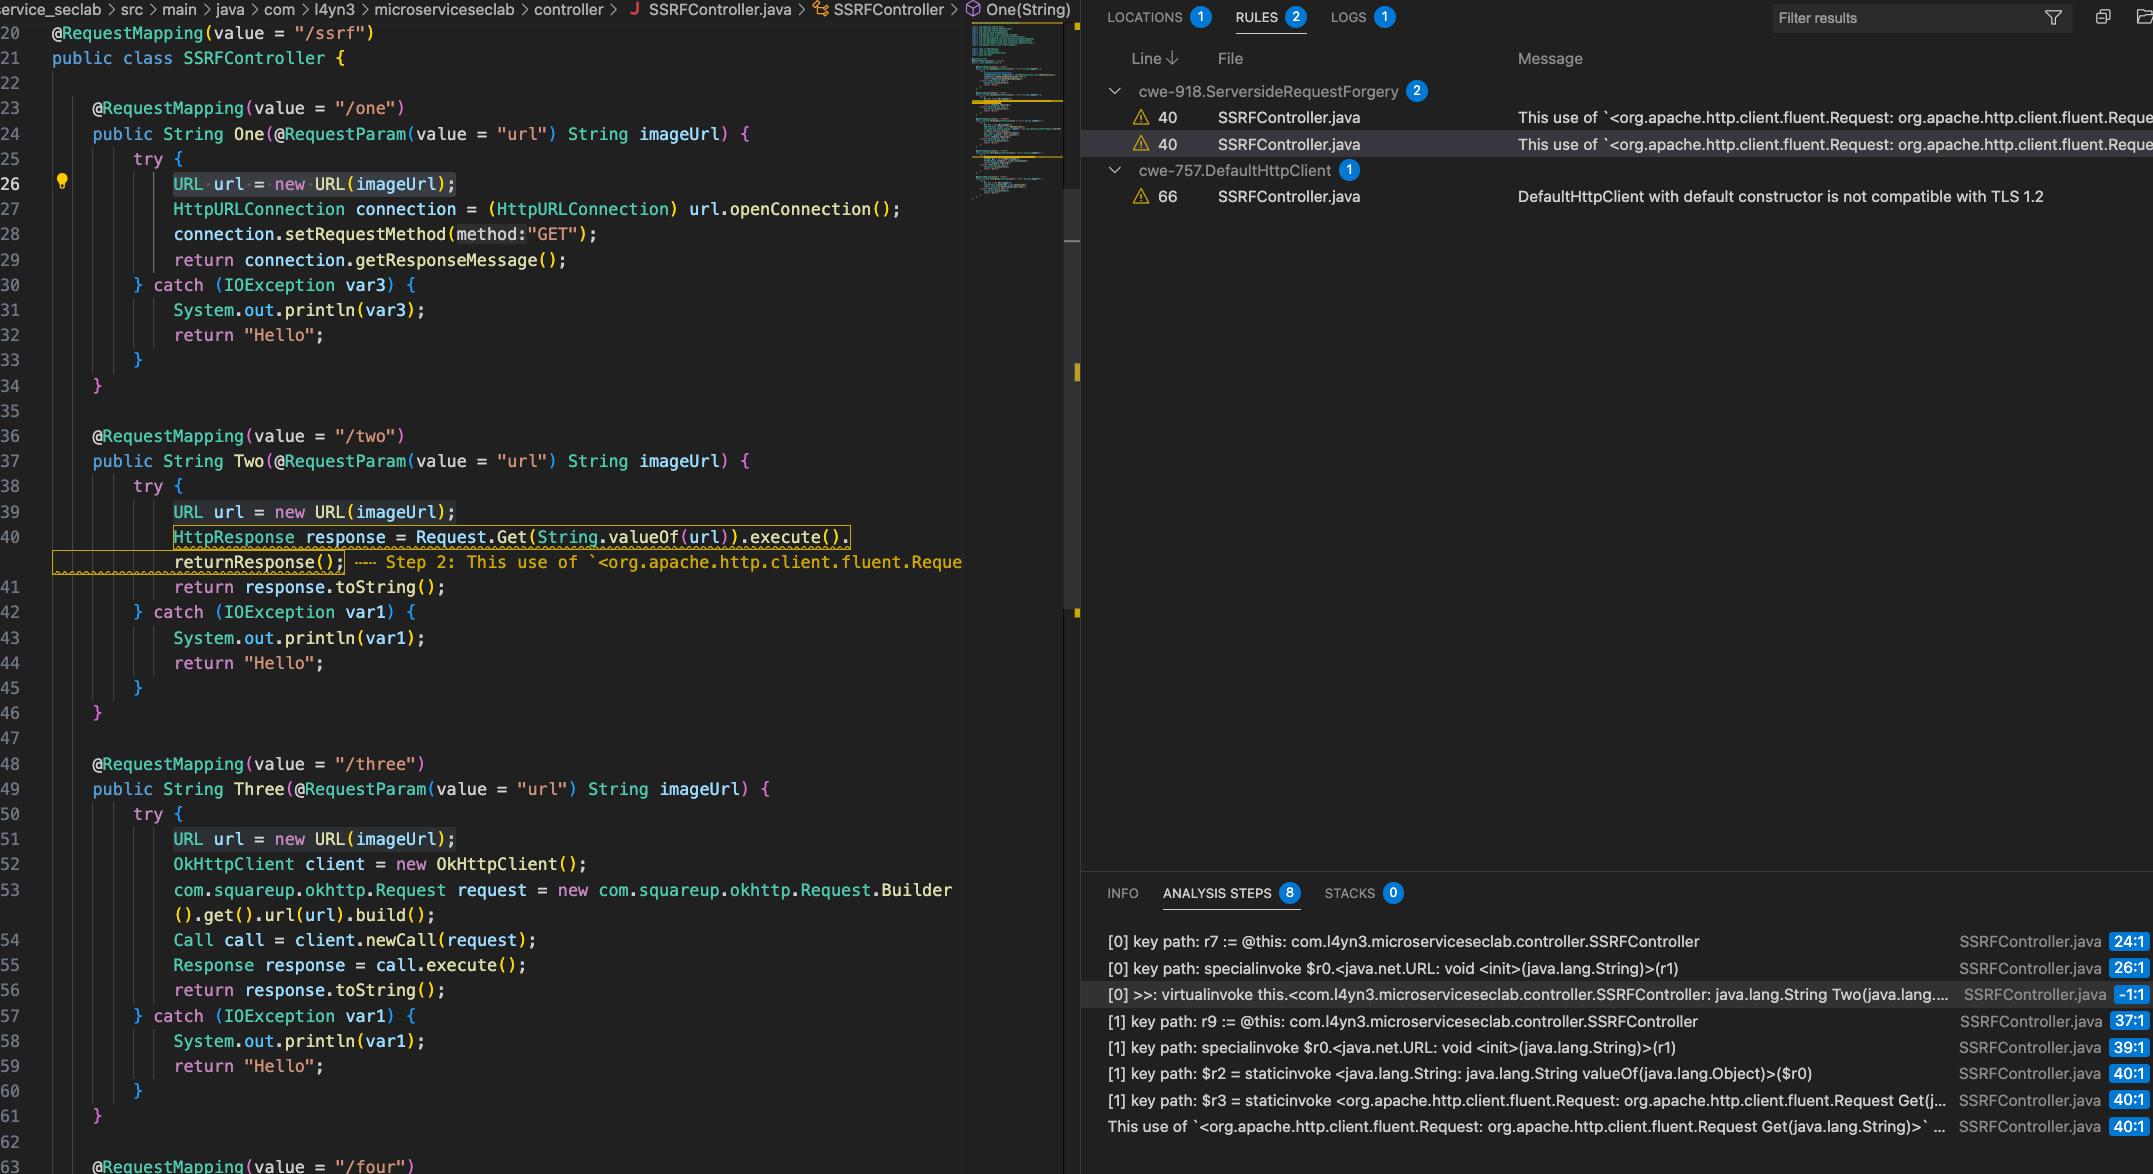 ervice_seclab > src > main > java > com > l4yn3 > microserviceseclab > controller > J SSRFController.java > SSRFController > One(String)
20 @RequestMapping(value = "/ssrf")
21 public class SSRFController {
22
23 @RequestMapping(value = "/one")
24 public String One(@RequestParam(value = "url") String imageUrl) {
25 try {
26 URL url = new URL(imageUrl);
27 HttpURLConnection connection = (HttpURLConnection) url.openConnection();
28 connection.setRequestMethod(method:"GET");
29 return connection.getResponseMessage();
30 } catch (IOException var3) {
31 System.out.println(var3);
32 return "Hello";
33 }
34 }
35
36 @RequestMapping(value = "/two")
37 public String Two(@RequestParam(value = "url") String imageUrl) {
38 try {
39 URL url = new URL(imageUrl);
40 HttpResponse response = Request.Get(String.valueOf(url)).execute().
returnResponse(); ----- Step 2: This use of `<org.apache.http.client.fluent.Reque
41 return response.toString();
42 } catch (IOException var1) {
43 System.out.println(var1);
44 return "Hello";
45 }
46 }
47
48 @RequestMapping(value = "/three")
49 public String Three(@RequestParam(value = "url") String imageUrl) {
50 try {
51 URL url = new URL(imageUrl);
52 OkHttpClient client = new OkHttpClient();
53 com.squareup.okhttp.Request request = new com.squareup.okhttp.Request.Builder
().get().url(url).build();
54 Call call = client.newCall(request);
55 Response response = call.execute();
56 return response.toString();
57 } catch (IOException var1) {
58 System.out.println(var1);
59 return "Hello";
60 }
61 }
62
63 @RequestMapping(value = "/four")
LOCATIONS 1 RULES 2 LOGS 1 Filter results
Line File Message
cwe-918.ServersideRequestForgery 2
40 SSRFController.java This use of `<org.apache.http.client.fluent.Request: org.apache.http.client.fluent.Reque
40 SSRFController.java This use of `<org.apache.http.client.fluent.Request: org.apache.http.client.fluent.Reque
cwe-757.DefaultHttpClient 1
66 SSRFController.java DefaultHttpClient with default constructor is not compatible with TLS 1.2
INFO ANALYSIS STEPS 8 STACKS 0
[0] key path: r7 := @this: com.l4yn3.microserviceseclab.controller.SSRFController SSRFController.java 24:1
[0] key path: specialinvoke $r0.<java.net.URL: void <init>(java.lang.String)>(r1) SSRFController.java 26:1
[0] >>: virtualinvoke this.<com.l4yn3.microserviceseclab.controller.SSRFController: java.lang.String Two(java.lang.... SSRFController.java -1:1
[1] key path: r9 := @this: com.l4yn3.microserviceseclab.controller.SSRFController SSRFController.java 37:1
[1] key path: specialinvoke $r0.<java.net.URL: void <init>(java.lang.String)>(r1) SSRFController.java 39:1
[1] key path: $r2 = staticinvoke <java.lang.String: java.lang.String valueOf(java.lang.Object)>($r0) SSRFController.java 40:1
[1] key path: $r3 = staticinvoke <org.apache.http.client.fluent.Request: org.apache.http.client.fluent.Request Get(j... SSRFController.java 40:1
This use of `<org.apache.http.client.fluent.Request: org.apache.http.client.fluent.Request Get(java.lang.String)>` ... SSRFController.java 40:1